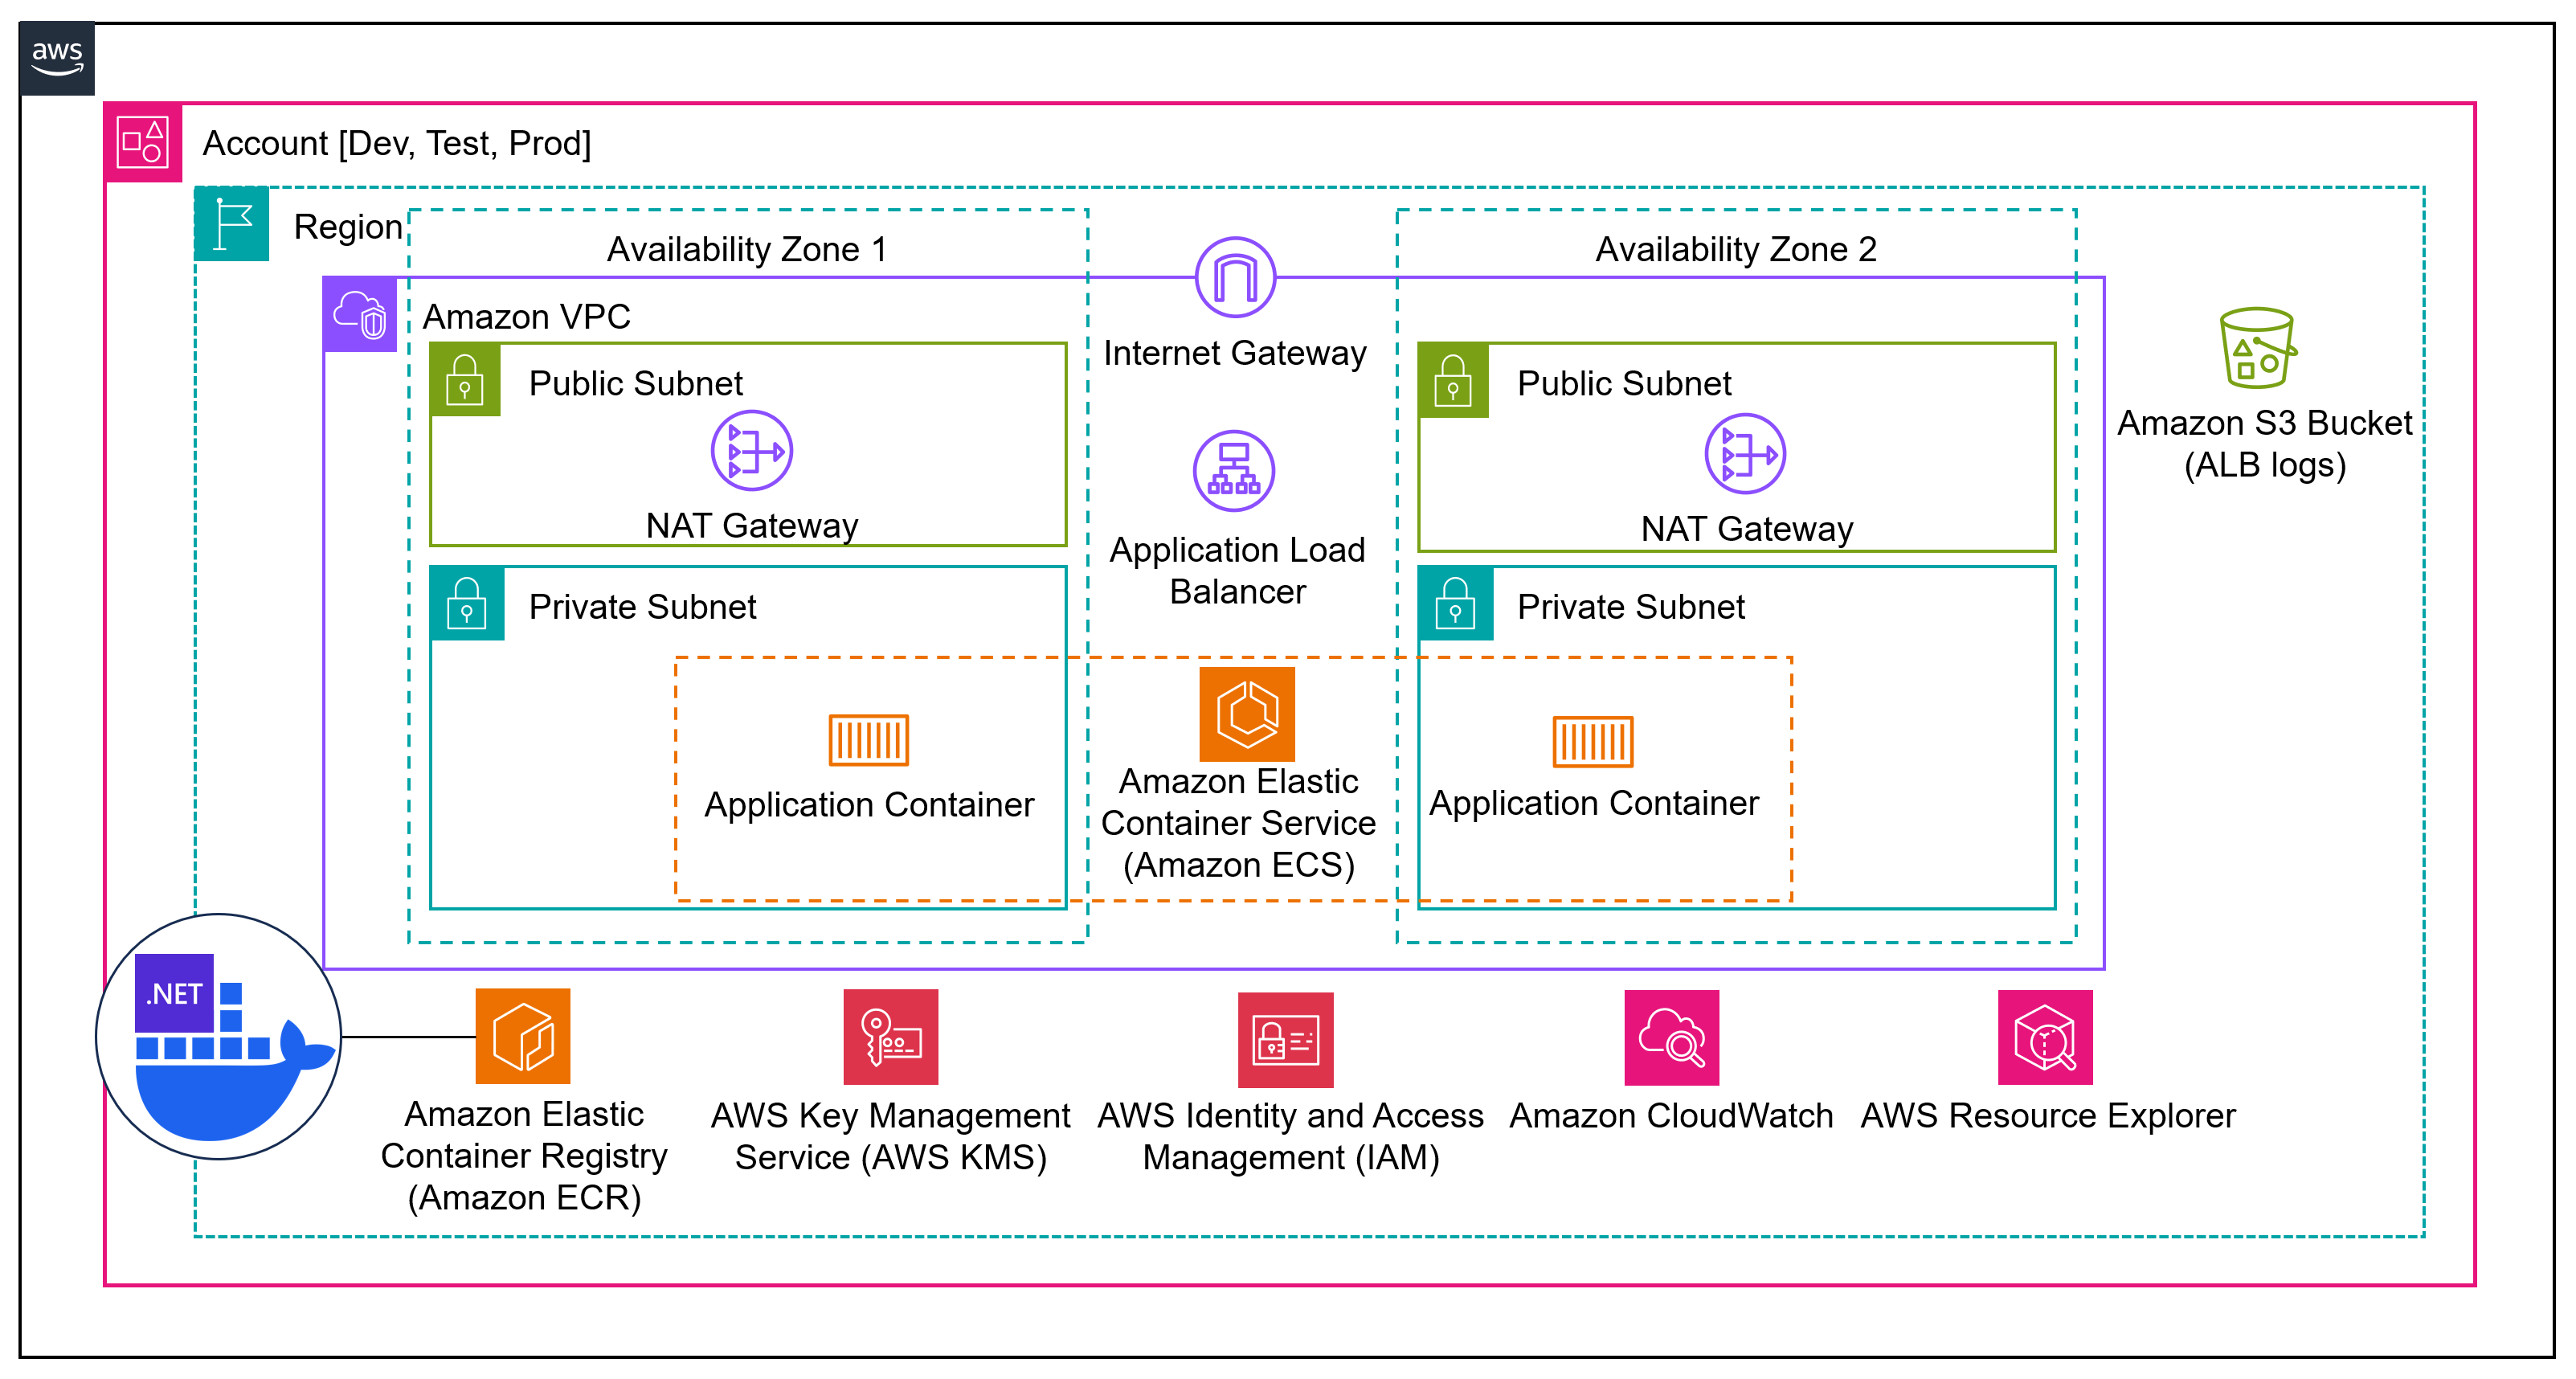 aws
Account [Dev, Test, Prod]
Region
Availability Zone 1
Availability Zone 2
Amazon VPC
Internet Gateway
Public Subnet
NAT Gateway
Public Subnet
NAT Gateway
Amazon S3 Bucket
(ALB logs)
Application Load
Balancer
Private Subnet
Private Subnet
Application Container
Amazon Elastic
Container Service
(Amazon ECS)
Application Container
.NET
Amazon Elastic
Container Registry
(Amazon ECR)
AWS Key Management
Service (AWS KMS)
AWS Identity and Access
Management (IAM)
Amazon CloudWatch
AWS Resource Explorer